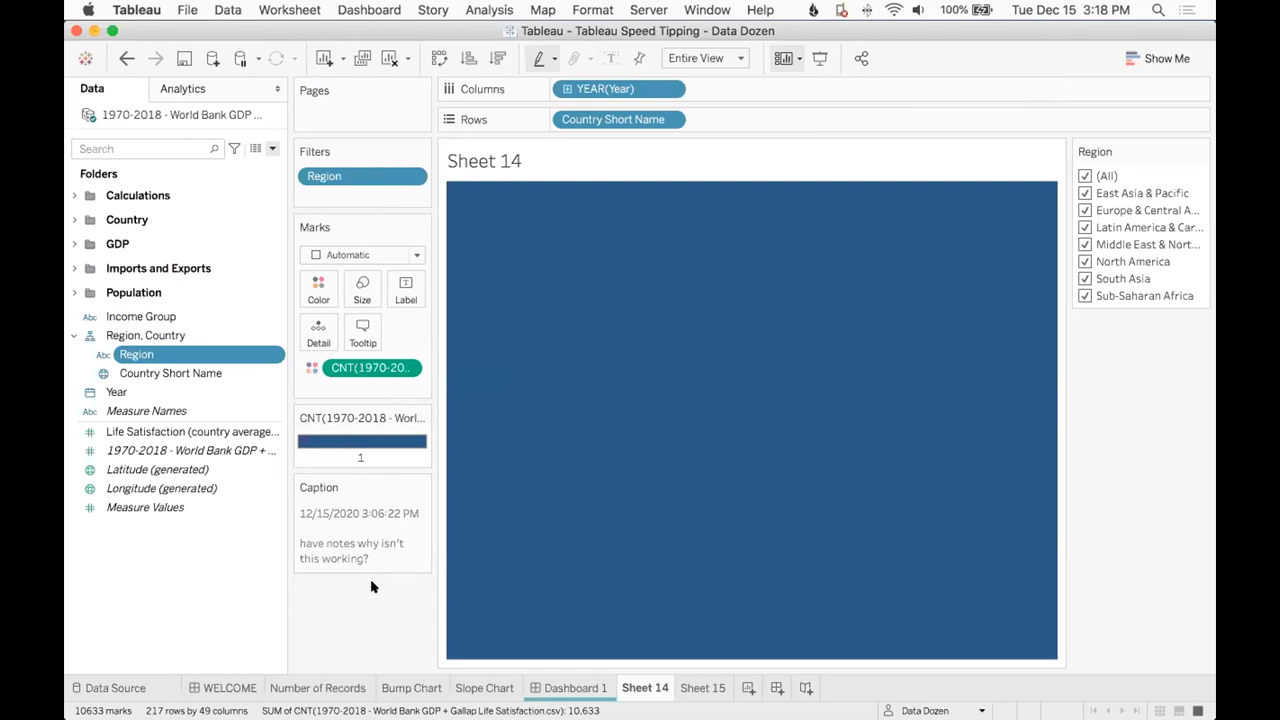 Tableau File Data Worksheet Dashboard Story Analysis Map Format Server Window Help 100% Tue Dec 15 3:18 PM
Tableau - Tableau Speed Tipping - Data Dozen
Entire View Show Me
Data Analytics
1970-2018 - World Bank GDP ...
Search
Folders
Calculations
Country
GDP
Imports and Exports
Population
Abc Income Group
Region, Country
Abc Region
Country Short Name
Year
Abc Measure Names
# Life Satisfaction (country average...
# 1970-2018 - World Bank GDP + ...
Latitude (generated)
Longitude (generated)
# Measure Values
Pages
Filters
Region
Marks
Automatic
Color Size Label
Detail Tooltip
CNT(1970-20..
CNT(1970-2018 - Worl...
1
Caption
12/15/2020 3:06:22 PM
have notes why isn't
this working?
Columns YEAR(Year)
Rows Country Short Name
Sheet 14
Region
(All)
East Asia & Pacific
Europe & Central A...
Latin America & Car...
Middle East & Nort...
North America
South Asia
Sub-Saharan Africa
Data Source WELCOME Number of Records Bump Chart Slope Chart Dashboard 1 Sheet 14 Sheet 15
10633 marks 217 rows by 49 columns SUM of CNT(1970-2018 - World Bank GDP + Gallap Life Satisfaction.csv): 10,633 Data Dozen